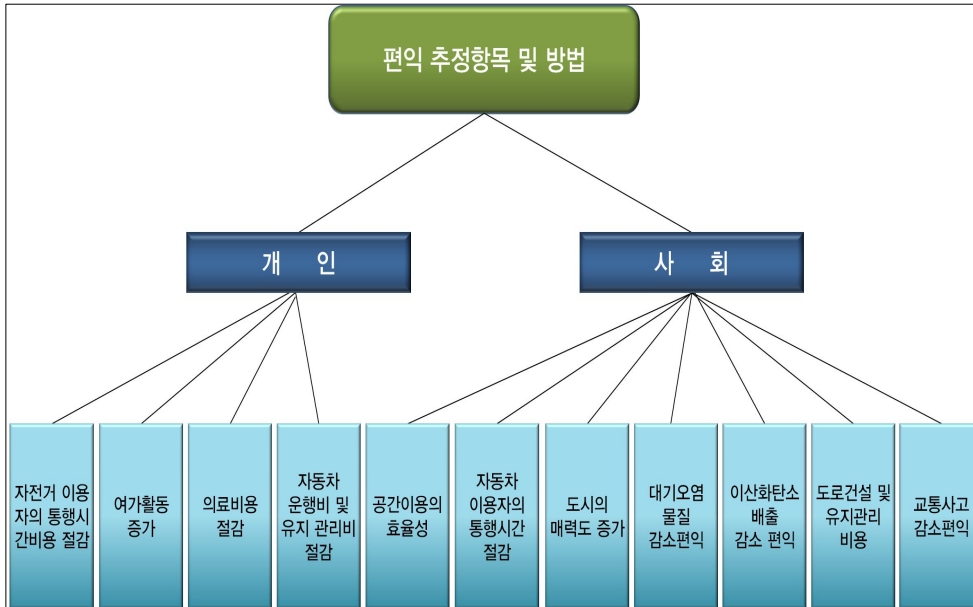 편익 추정항목 및 방법
개 인
사 회
자전거 이용
자의 통행시
간비용 절감
여가활동
증가
의료비용
절감
자동차
운행비 및
유지 관리비
절감
공간이용의
효율성
자동차
이용자의
통행시간
절감
도시의
매력도 증가
대기오염
물질
감소편익
이산화탄소
배출
감소 편익
도로건설 및
유지관리
비용
교통사고
감소편익